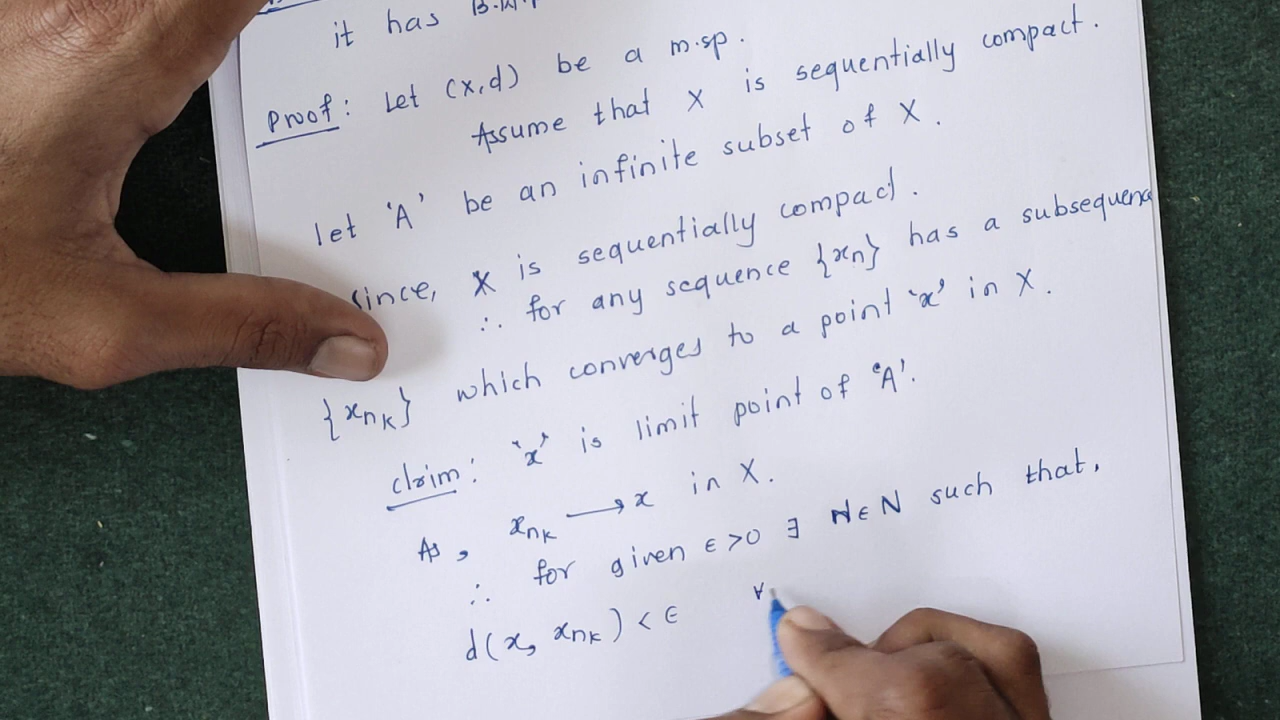 it has B.W.P
Proof: Let (X,d) be a m.sp.
Assume that X is sequentially compact.
let 'A' be an infinite subset of X.
since, X is sequentially compact.
∴ for any sequence {xn} has a subsequence
{xnk} which converges to a point 'x' in X.
claim: 'x' is limit point of 'A'.
As, xnk ⟶ x in X.
∴ for given ϵ>0 ∃ N∈N such that,
d(x, xnk) < ϵ ∀